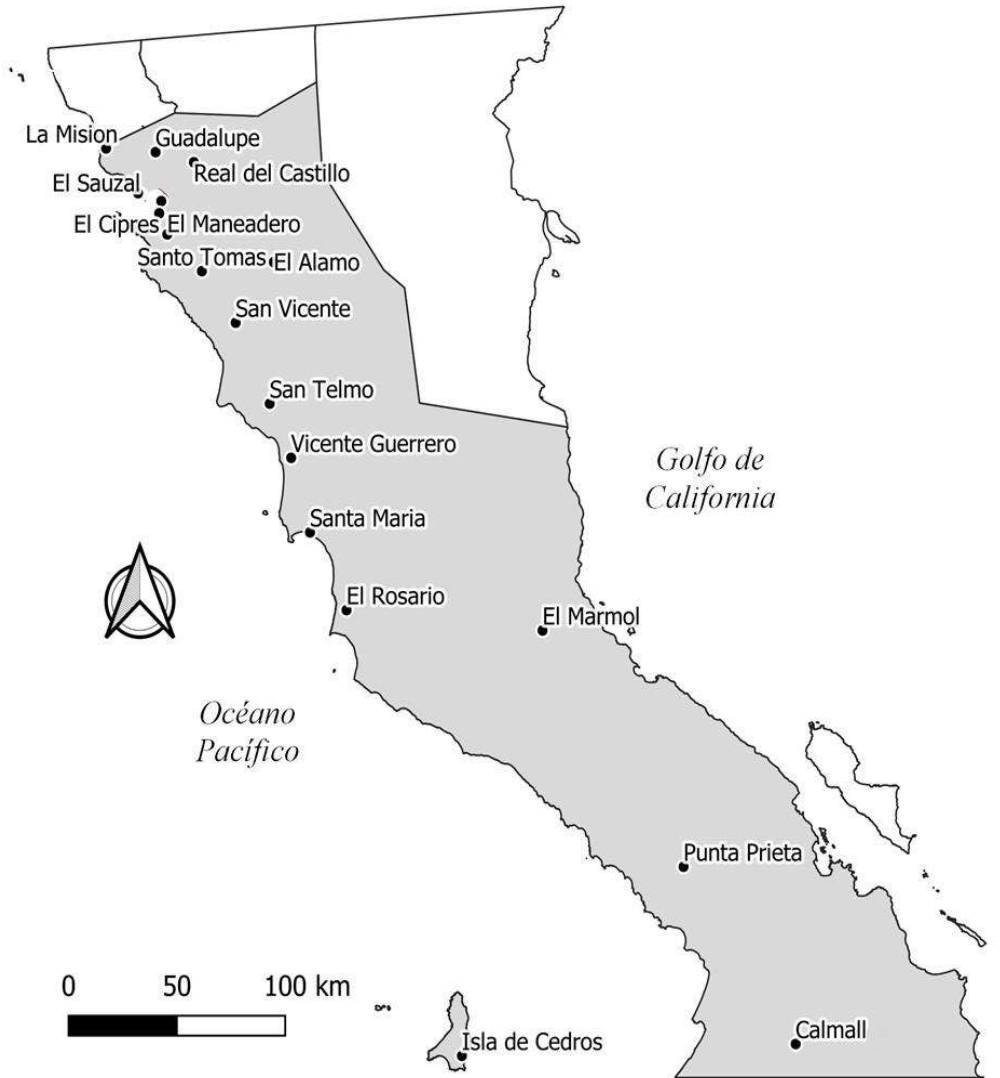 La Mision
Guadalupe
Real del Castillo
El Sauzal
El Cipres
El Maneadero
Santo Tomas
El Alamo
San Vicente
San Telmo
Vicente Guerrero
Golfo de
California
Santa Maria
El Rosario
El Marmol
Océano
Pacífico
Punta Prieta
0 50 100 km
Isla de Cedros
Calmall